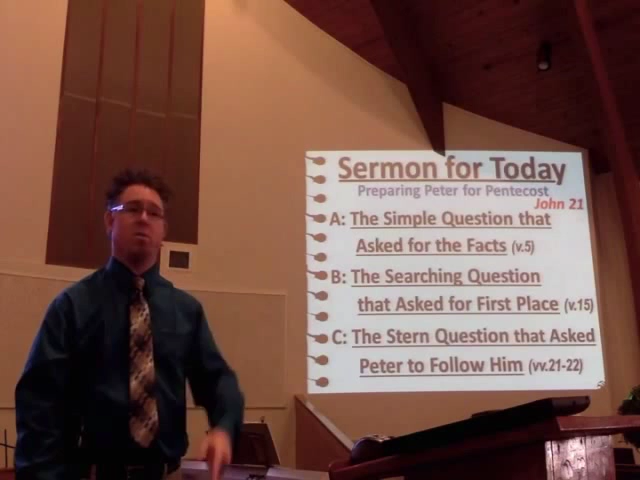 Sermon for Today
Preparing Peter for Pentecost
John 21
A: The Simple Question that
Asked for the Facts (v.5)
B: The Searching Question
that Asked for First Place (v.15)
C: The Stern Question that Asked
Peter to Follow Him (vv.21-22)